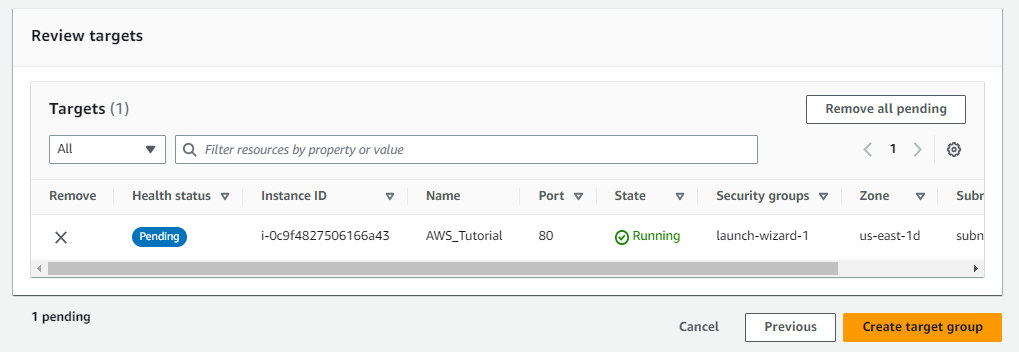 Review targets
Targets (1)
Remove all pending
All
Filter resources by property or value
1
Remove Health status Instance ID Name Port State Security groups Zone Subn
Pending i-0c9f4827506166a43 AWS_Tutorial 80 Running launch-wizard-1 us-east-1d subn
1 pending
Cancel Previous Create target group